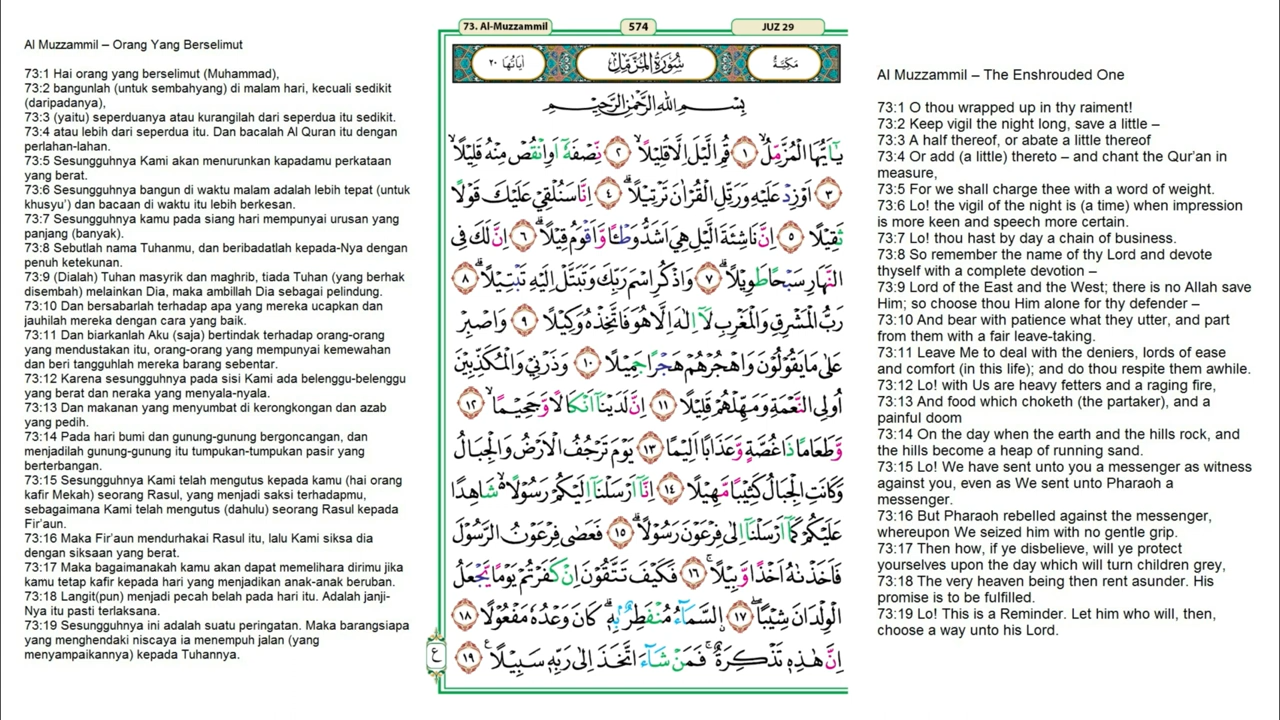 Al Muzzammil – Orang Yang Berselimut
73:1 Hai orang yang berselimut (Muhammad),
73:2 bangunlah (untuk sembahyang) di malam hari, kecuali sedikit
(daripadanya),
73:3 (yaitu) seperduanya atau kurangilah dari seperdua itu sedikit.
73:4 atau lebih dari seperdua itu. Dan bacalah Al Quran itu dengan
perlahan-lahan.
73:5 Sesungguhnya Kami akan menurunkan kapadamu perkataan
yang berat.
73:6 Sesungguhnya bangun di waktu malam adalah lebih tepat (untuk
khusyu’) dan bacaan di waktu itu lebih berkesan.
73:7 Sesungguhnya kamu pada siang hari mempunyai urusan yang
panjang (banyak).
73:8 Sebutlah nama Tuhanmu, dan beribadatlah kepada-Nya dengan
penuh ketekunan.
73:9 (Dialah) Tuhan masyrik dan maghrib, tiada Tuhan (yang berhak
disembah) melainkan Dia, maka ambillah Dia sebagai pelindung.
73:10 Dan bersabarlah terhadap apa yang mereka ucapkan dan
jauhilah mereka dengan cara yang baik.
73:11 Dan biarkanlah Aku (saja) bertindak terhadap orang-orang
yang mendustakan itu, orang-orang yang mempunyai kemewahan
dan beri tangguhlah mereka barang sebentar.
73:12 Karena sesungguhnya pada sisi Kami ada belenggu-belenggu
yang berat dan neraka yang menyala-nyala.
73:13 Dan makanan yang menyumbat di kerongkongan dan azab
yang pedih.
73:14 Pada hari bumi dan gunung-gunung bergoncangan, dan
menjadilah gunung-gunung itu tumpukan-tumpukan pasir yang
berterbangan.
73:15 Sesungguhnya Kami telah mengutus kepada kamu (hai orang
kafir Mekah) seorang Rasul, yang menjadi saksi terhadapmu,
sebagaimana Kami telah mengutus (dahulu) seorang Rasul kepada
Fir’aun.
73:16 Maka Fir’aun mendurhakai Rasul itu, lalu Kami siksa dia
dengan siksaan yang berat.
73:17 Maka bagaimanakah kamu akan dapat memelihara dirimu jika
kamu tetap kafir kepada hari yang menjadikan anak-anak beruban.
73:18 Langit(pun) menjadi pecah belah pada hari itu. Adalah janji-
Nya itu pasti terlaksana.
73:19 Sesungguhnya ini adalah suatu peringatan. Maka barangsiapa
yang menghendaki niscaya ia menempuh jalan (yang
menyampaikannya) kepada Tuhannya.
73. Al-Muzzammil
574
JUZ 29
مَكِّيَّةٌ
سُوْرَةُ الْمُزَّمِّلِ
اٰيَاتُهَا ٢٠
بِسْمِ اللّٰهِ الرَّحْمٰنِ الرَّحِيْمِ
يٰٓاَيُّهَا الْمُزَّمِّلُۙ ١ قُمِ الَّيْلَ اِلَّا قَلِيْلًاۙ ٢ نِّصْفَهٗٓ اَوِ انْقُصْ مِنْهُ قَلِيْلًاۙ
٣ اَوْ زِدْ عَلَيْهِ وَرَتِّلِ الْقُرْاٰنَ تَرْتِيْلًاۗ ٤ اِنَّا سَنُلْقِيْ عَلَيْكَ قَوْلًا
ثَقِيْلًا ٥ اِنَّ نَاشِئَةَ الَّيْلِ هِيَ اَشَدُّ وَطْـًٔا وَّاَقْوَمُ قِيْلًاۗ ٦ اِنَّ لَكَ فِى
النَّهَارِ سَبْحًا طَوِيْلًاۗ ٧ وَاذْكُرِ اسْمَ رَبِّكَ وَتَبَتَّلْ اِلَيْهِ تَبْتِيْلًاۗ ٨
رَبُّ الْمَشْرِقِ وَالْمَغْرِبِ لَآ اِلٰهَ اِلَّا هُوَ فَاتَّخِذْهُ وَكِيْلًا ٩ وَاصْبِرْ
عَلٰى مَا يَقُوْلُوْنَ وَاهْجُرْهُمْ هَجْرًا جَمِيْلًا ١٠ وَذَرْنِيْ وَالْمُكَذِّبِيْنَ
اُولِى النَّعْمَةِ وَمَهِّلْهُمْ قَلِيْلًا ١١ اِنَّ لَدَيْنَآ اَنْكَالًا وَّجَحِيْمًاۙ ١٢
وَّطَعَامًا ذَا غُصَّةٍ وَّعَذَابًا اَلِيْمًا ١٣ يَوْمَ تَرْجُفُ الْاَرْضُ وَالْجِبَالُ
وَكَانَتِ الْجِبَالُ كَثِيْبًا مَّهِيْلًا ١٤ اِنَّآ اَرْسَلْنَآ اِلَيْكُمْ رَسُوْلًا ەۙ شَاهِدًا
عَلَيْكُمْ كَمَآ اَرْسَلْنَآ اِلٰى فِرْعَوْنَ رَسُوْلًاۗ ١٥ فَعَصٰى فِرْعَوْنُ الرَّسُوْلَ
فَاَخَذْنٰهُ اَخْذًا وَّبِيْلًاۚ ١٦ فَكَيْفَ تَتَّقُوْنَ اِنْ كَفَرْتُمْ يَوْمًا يَّجْعَلُ
الْوِلْدَانَ شِيْبًاۖ ١٧ ۨالسَّمَاۤءُ مُنْفَطِرٌۢ بِهٖۗ كَانَ وَعْدُهٗ مَفْعُوْلًا ١٨
اِنَّ هٰذِهٖ تَذْكِرَةٌۚ فَمَنْ شَاۤءَ اتَّخَذَ اِلٰى رَبِّهٖ سَبِيْلًاࣖ ١٩
ع
Al Muzzammil – The Enshrouded One
73:1 O thou wrapped up in thy raiment!
73:2 Keep vigil the night long, save a little –
73:3 A half thereof, or abate a little thereof
73:4 Or add (a little) thereto – and chant the Qur’an in
measure,
73:5 For we shall charge thee with a word of weight.
73:6 Lo! the vigil of the night is (a time) when impression
is more keen and speech more certain.
73:7 Lo! thou hast by day a chain of business.
73:8 So remember the name of thy Lord and devote
thyself with a complete devotion –
73:9 Lord of the East and the West; there is no Allah save
Him; so choose thou Him alone for thy defender –
73:10 And bear with patience what they utter, and part
from them with a fair leave-taking.
73:11 Leave Me to deal with the deniers, lords of ease
and comfort (in this life); and do thou respite them awhile.
73:12 Lo! with Us are heavy fetters and a raging fire,
73:13 And food which choketh (the partaker), and a
painful doom
73:14 On the day when the earth and the hills rock, and
the hills become a heap of running sand.
73:15 Lo! We have sent unto you a messenger as witness
against you, even as We sent unto Pharaoh a
messenger.
73:16 But Pharaoh rebelled against the messenger,
whereupon We seized him with no gentle grip.
73:17 Then how, if ye disbelieve, will ye protect
yourselves upon the day which will turn children grey,
73:18 The very heaven being then rent asunder. His
promise is to be fulfilled.
73:19 Lo! This is a Reminder. Let him who will, then,
choose a way unto his Lord.